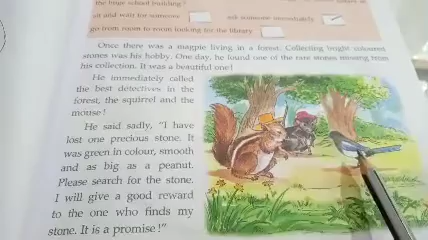 the huge school building?
sit and wait for someone
ask someone immediately
go from room to room looking for the library
Once there was a magpie living in a forest. Collecting bright coloured
stones was his hobby. One day, he found one of the rare stones missing from
his collection. It was a beautiful one!
He immediately called
the best detectives in the
forest, the squirrel and the
mouse!
He said sadly, "I have
lost one precious stone. It
was green in colour, smooth
and as big as a peanut.
Please search for the stone.
I will give a good reward
to the one who finds my
stone. It is a promise!"